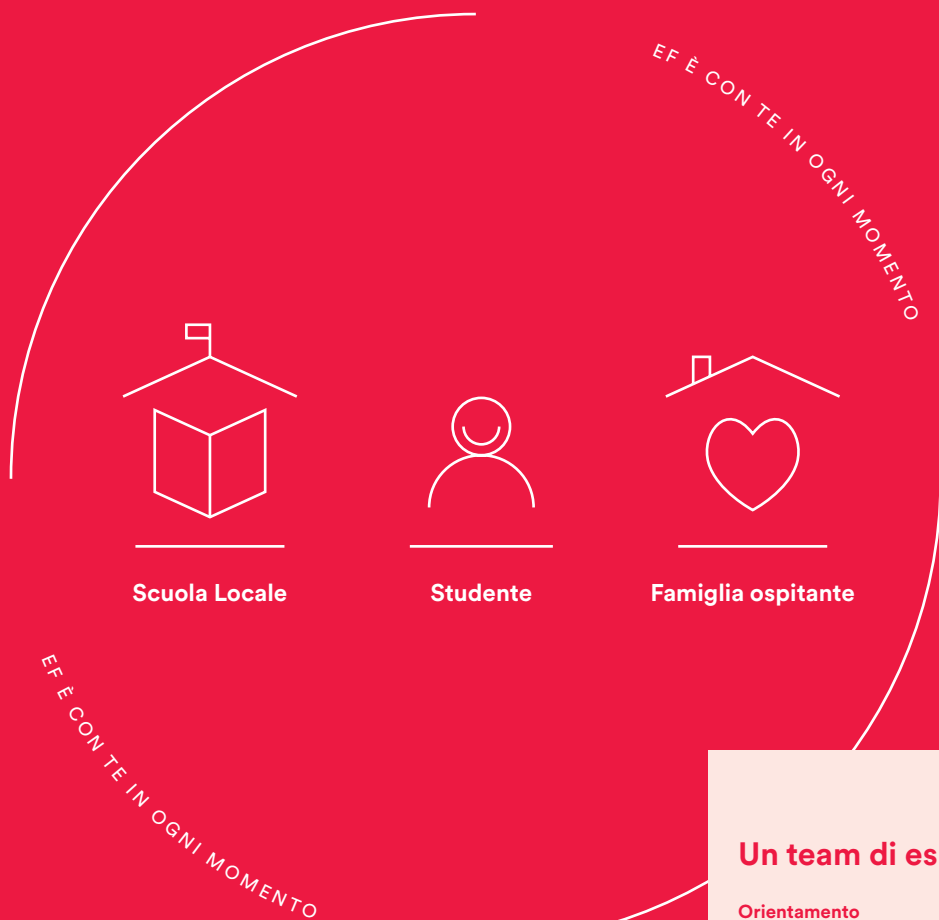 EF È CON TE IN OGNI MOMENTO
Scuola Locale
Studente
Famiglia ospitante
EF È CON TE IN OGNI MOMENTO
Un team di es
Orientamento